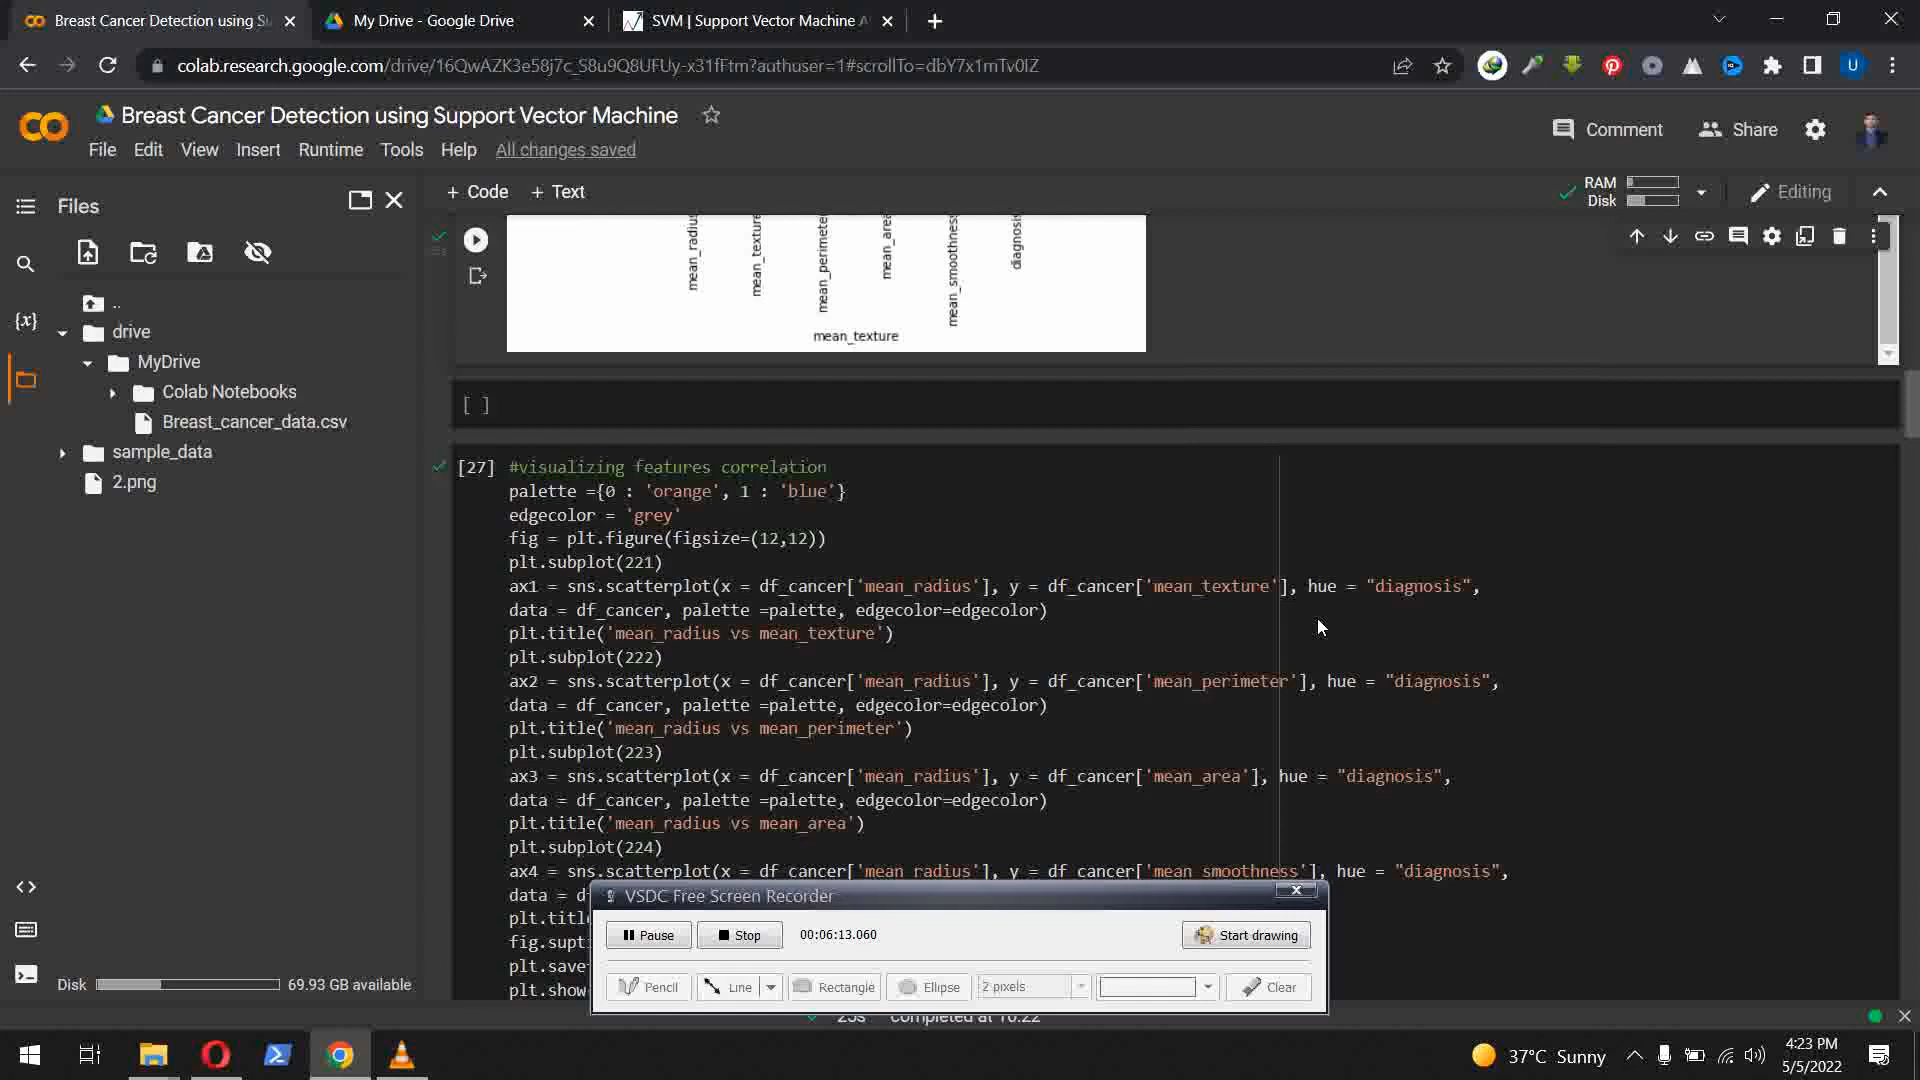 Breast Cancer Detection using Su
My Drive - Google Drive
SVM | Support Vector Machine A
colab.research.google.com/drive/16QwAZK3e58j7c_S8u9Q8UFUy-x31fFtm?authuser=1#scrollTo=dbY7x1mTv0IZ
U
Breast Cancer Detection using Support Vector Machine
Comment
Share
File Edit View Insert Runtime Tools Help All changes saved
+ Code + Text
RAM
Disk
Editing
Files
mean_radius
mean_texture
mean_perimeter
mean_area
mean_smoothness
diagnosis
mean_texture
{x}
..
drive
MyDrive
Colab Notebooks
Breast_cancer_data.csv
sample_data
2.png
[ ]
[27] #visualizing features correlation
palette ={0 : 'orange', 1 : 'blue'}
edgecolor = 'grey'
fig = plt.figure(figsize=(12,12))
plt.subplot(221)
ax1 = sns.scatterplot(x = df_cancer['mean_radius'], y = df_cancer['mean_texture'], hue = "diagnosis",
data = df_cancer, palette =palette, edgecolor=edgecolor)
plt.title('mean_radius vs mean_texture')
plt.subplot(222)
ax2 = sns.scatterplot(x = df_cancer['mean_radius'], y = df_cancer['mean_perimeter'], hue = "diagnosis",
data = df_cancer, palette =palette, edgecolor=edgecolor)
plt.title('mean_radius vs mean_perimeter')
plt.subplot(223)
ax3 = sns.scatterplot(x = df_cancer['mean_radius'], y = df_cancer['mean_area'], hue = "diagnosis",
data = df_cancer, palette =palette, edgecolor=edgecolor)
plt.title('mean_radius vs mean_area')
plt.subplot(224)
ax4 = sns.scatterplot(x = df_cancer['mean_radius'], y = df_cancer['mean_smoothness'], hue = "diagnosis",
data = d
plt.titl
fig.supt
plt.save
plt.show
VSDC Free Screen Recorder
Pause
Stop
00:06:13.060
Start drawing
Pencil
Line
Rectangle
Ellipse
2 pixels
Clear
Disk
69.93 GB available
25s completed at 16:22
37°C Sunny
4:23 PM
5/5/2022